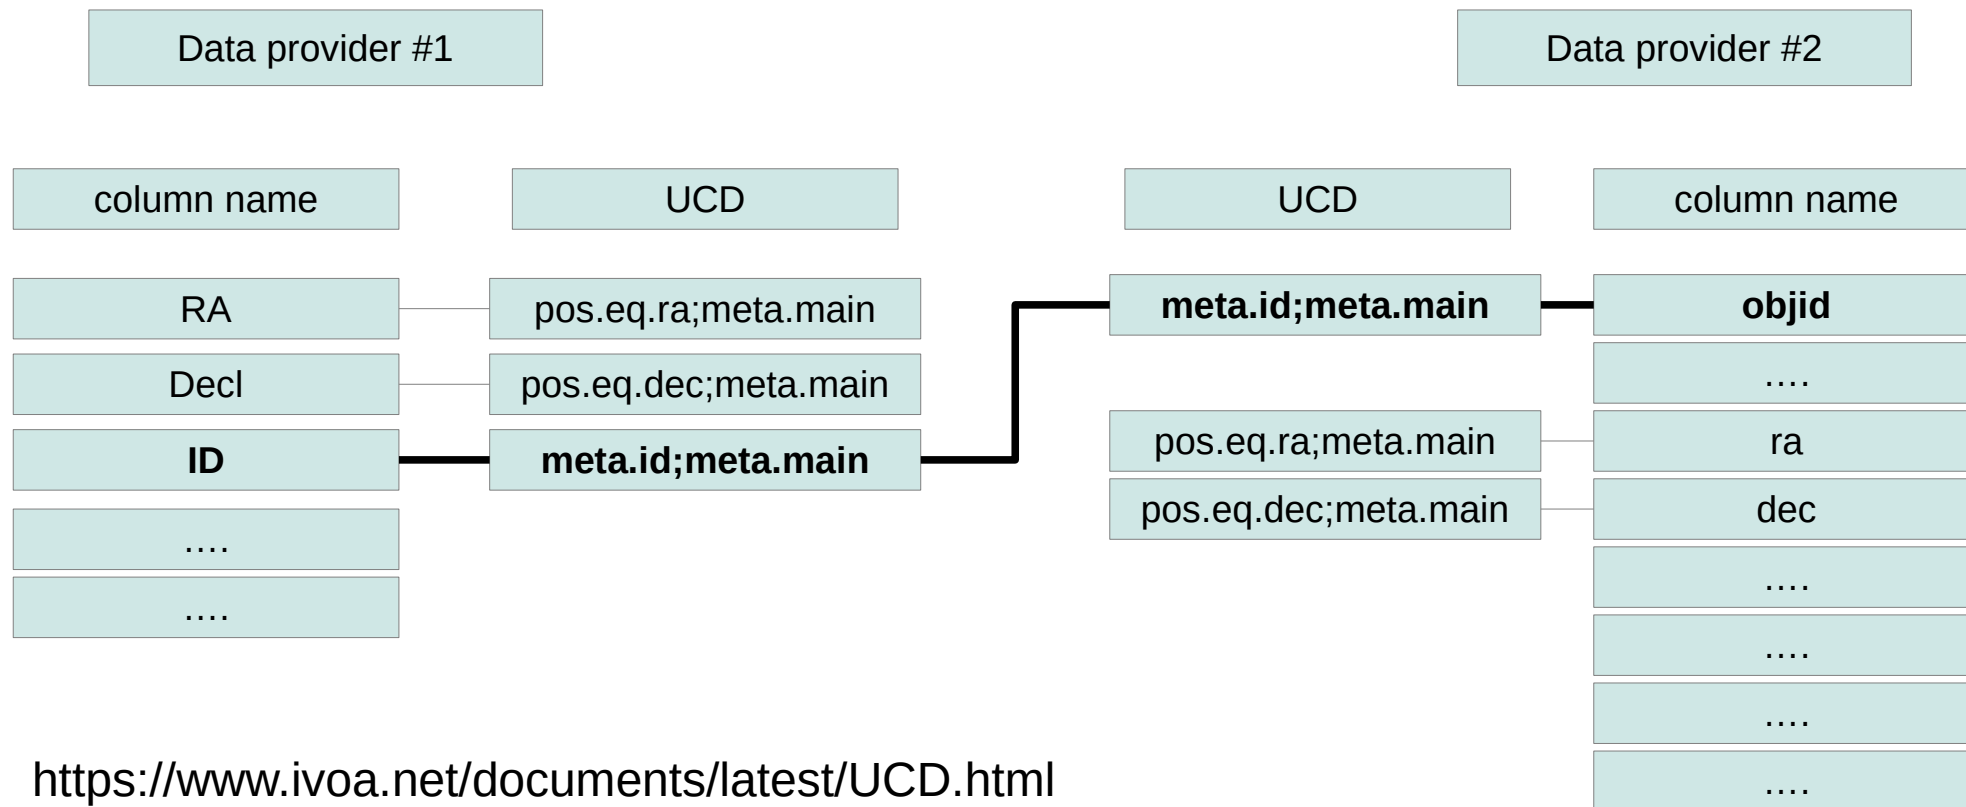 Data provider #1
Data provider #2
column name
UCD
UCD
column name
RA
pos.eq.ra;meta.main
meta.id;meta.main
objid
Decl
pos.eq.dec;meta.main
....
ID
meta.id;meta.main
pos.eq.ra;meta.main
ra
pos.eq.dec;meta.main
dec
....
....
....
....
....
https://www.ivoa.net/documents/latest/UCD.html
....